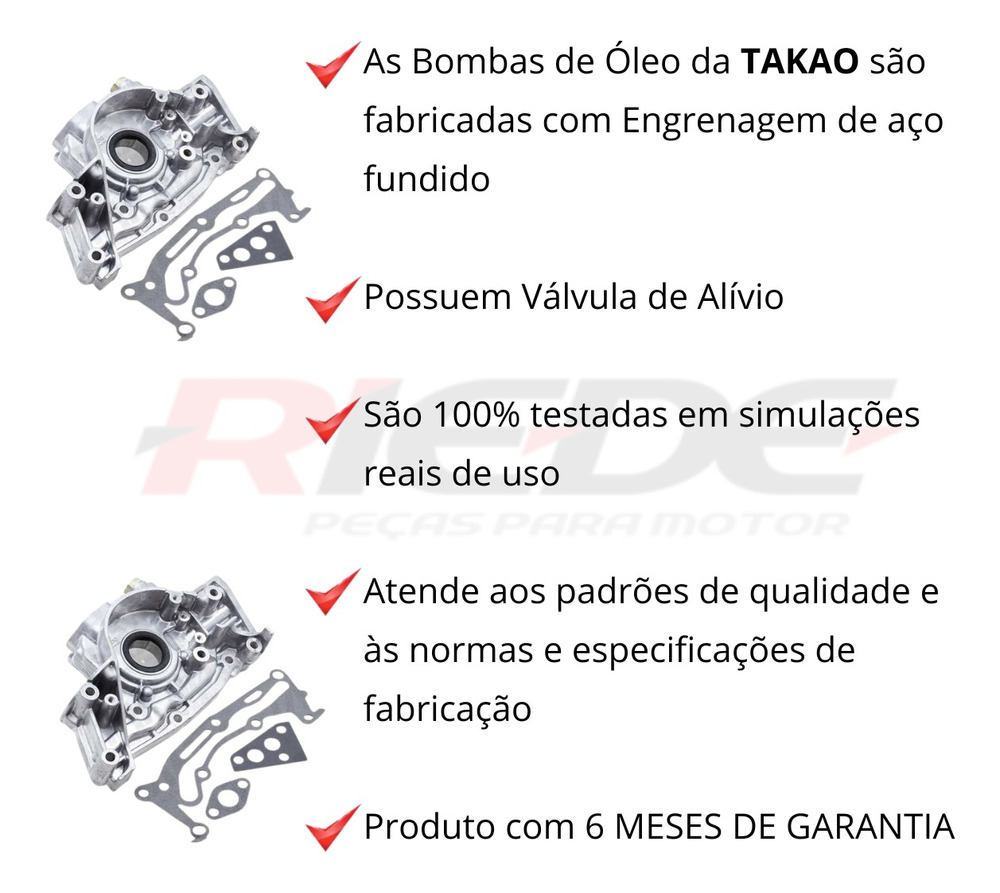 As Bombas de Óleo da TAKAO são
fabricadas com Engrenagem de aço
fundido
Possuem Válvula de Alívio
São 100% testadas em simulações
reais de uso
RIEDE
PEÇAS PARA MOTOR
Atende aos padrões de qualidade e
às normas e especificações de
fabricação
Produto com 6 MESES DE GARANTIA